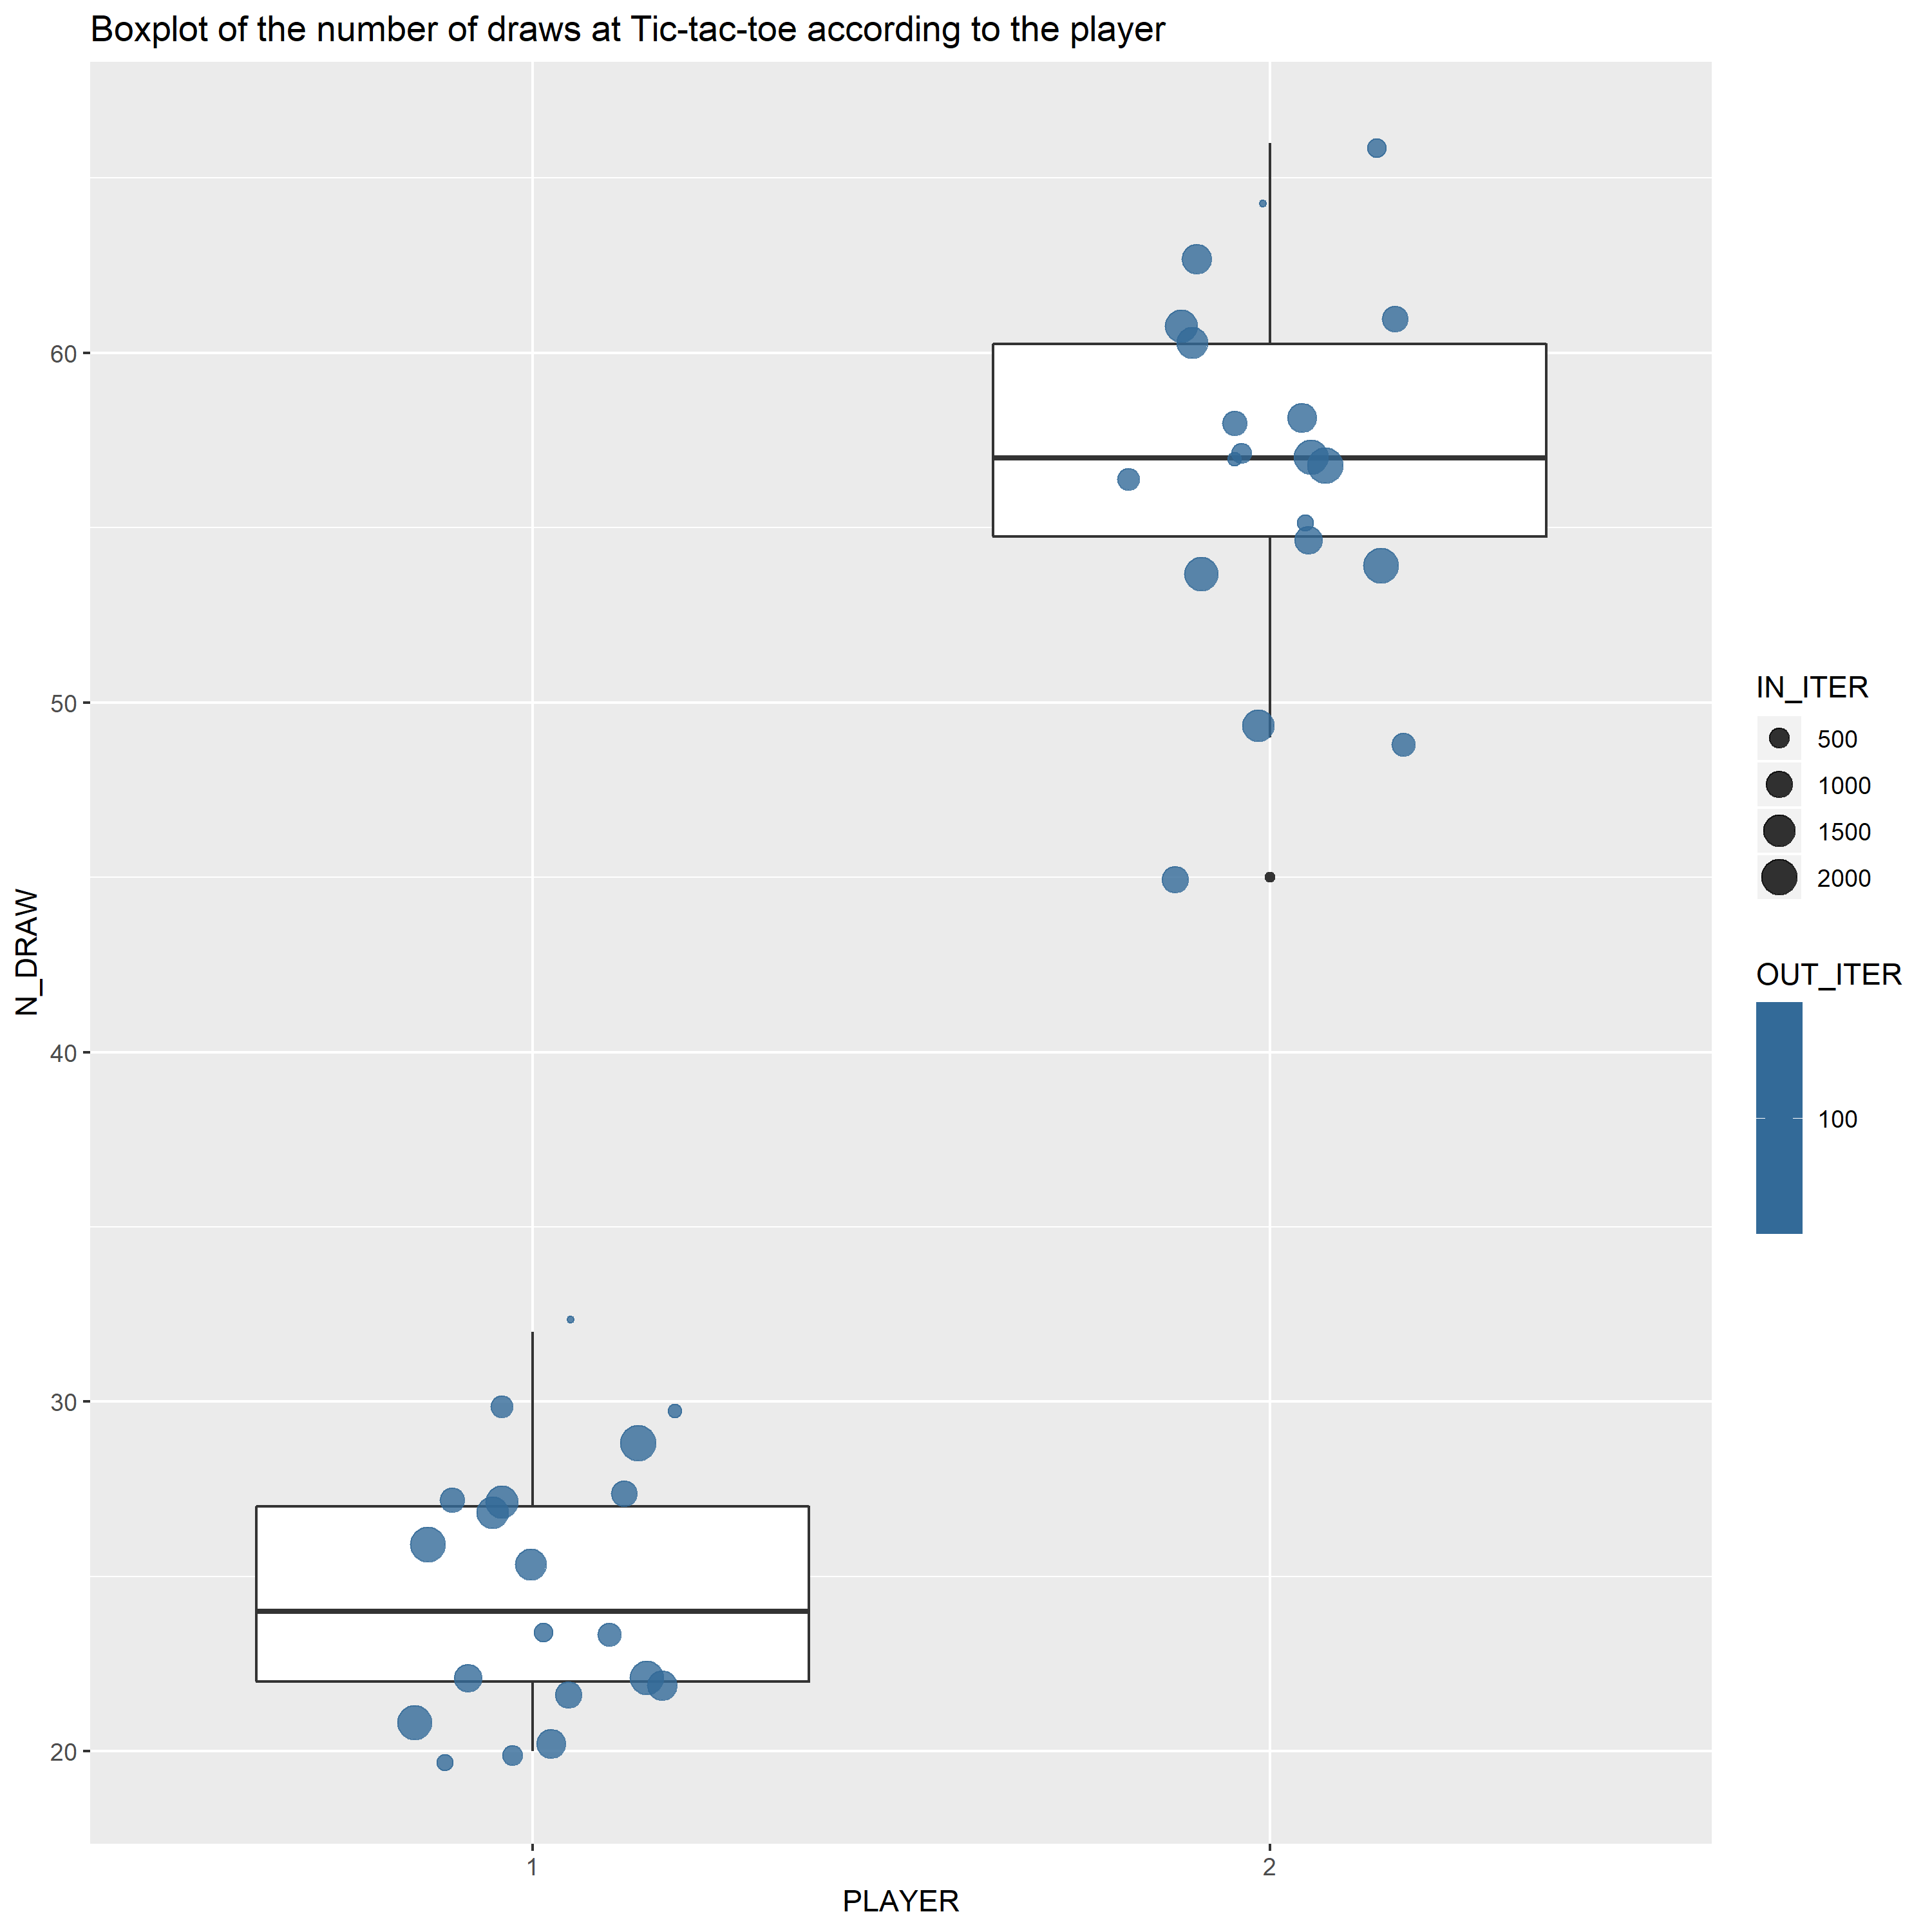 Boxplot of the number of draws at Tic-tac-toe according to the player
N_DRAW
60
50
40
30
20
1
2
PLAYER
IN_ITER
500
1000
1500
2000
OUT_ITER
100